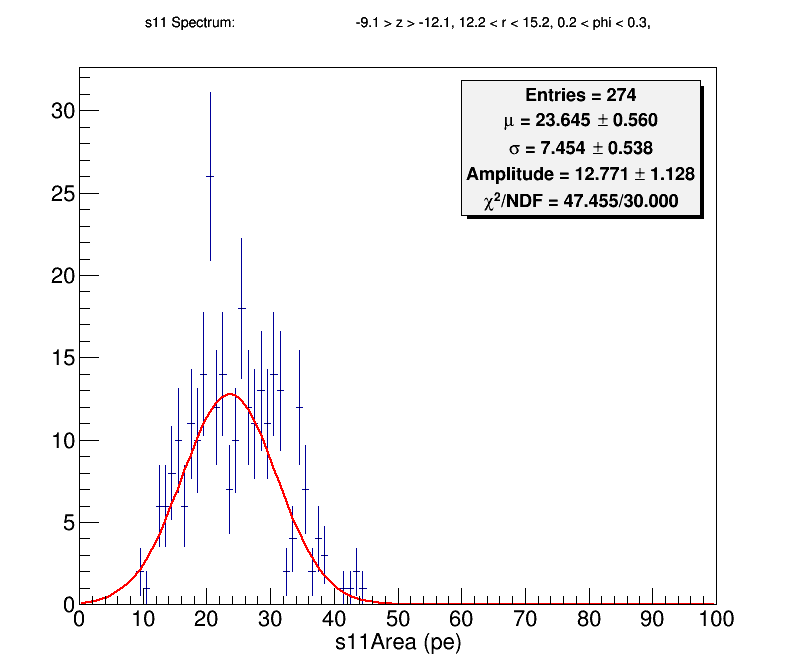 s11 Spectrum: -9.1 > z > -12.1, 12.2 < r < 15.2, 0.2 < phi < 0.3,
Entries = 274
μ = 23.645 ± 0.560
σ = 7.454 ± 0.538
Amplitude = 12.771 ± 1.128
χ²/NDF = 47.455/30.000
30
25
20
15
10
5
0
0 10 20 30 40 50 60 70 80 90 100
s11Area (pe)